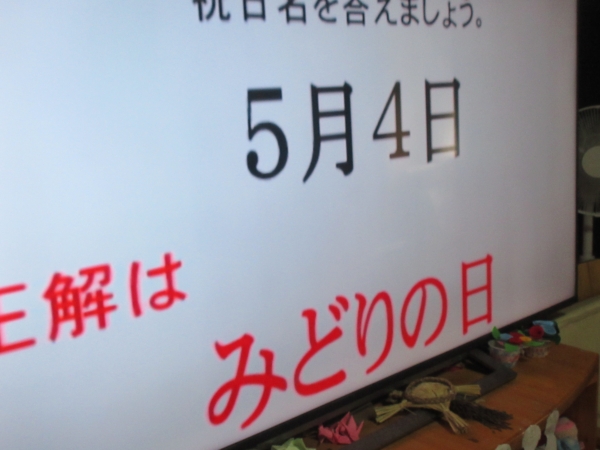 祝日名を答えましょう。
5月4日
正解は
みどりの日